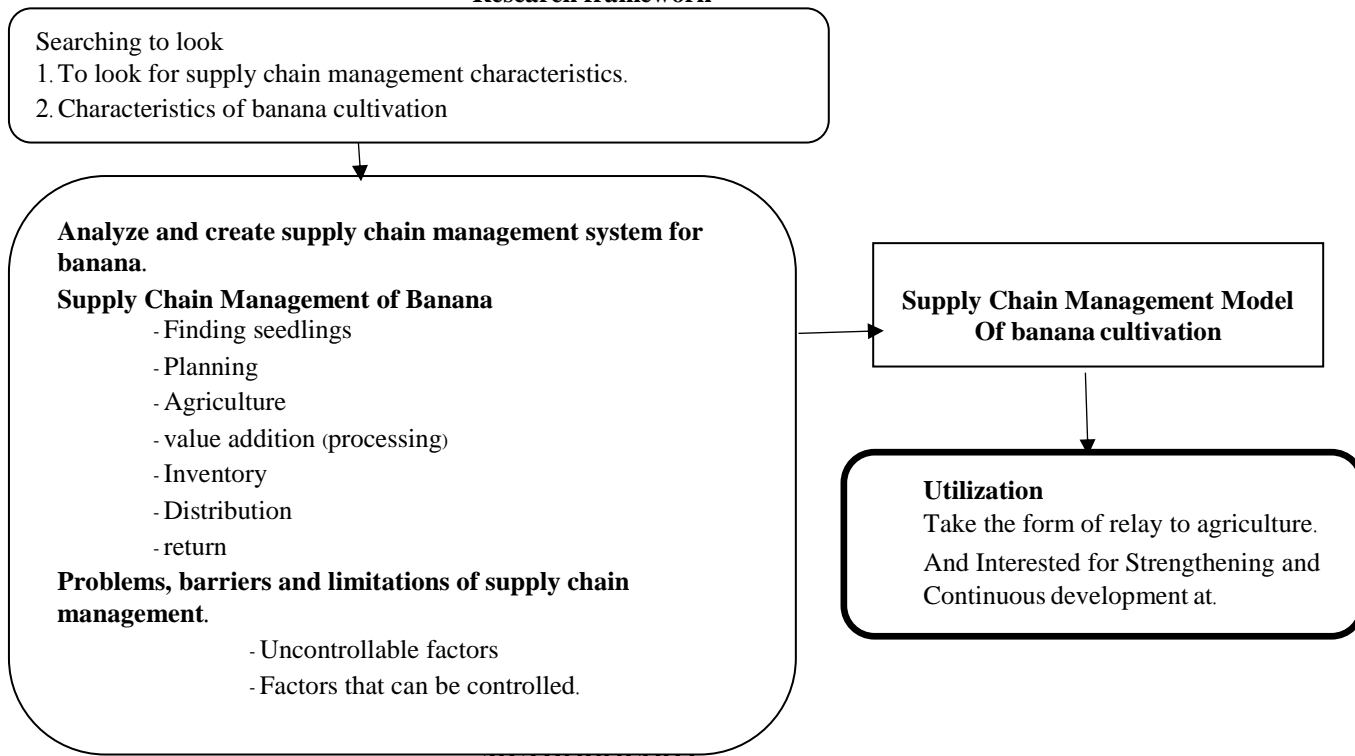 Research framework
Searching to look
1. To look for supply chain management characteristics.
2. Characteristics of banana cultivation
Analyze and create supply chain management system for
banana.
Supply Chain Management of Banana
- Finding seedlings
- Planning
- Agriculture
- value addition (processing)
- Inventory
- Distribution
- return
Problems, barriers and limitations of supply chain
management.
- Uncontrollable factors
- Factors that can be controlled.
Supply Chain Management Model
Of banana cultivation
Utilization
Take the form of relay to agriculture.
And Interested for Strengthening and
Continuous development at.